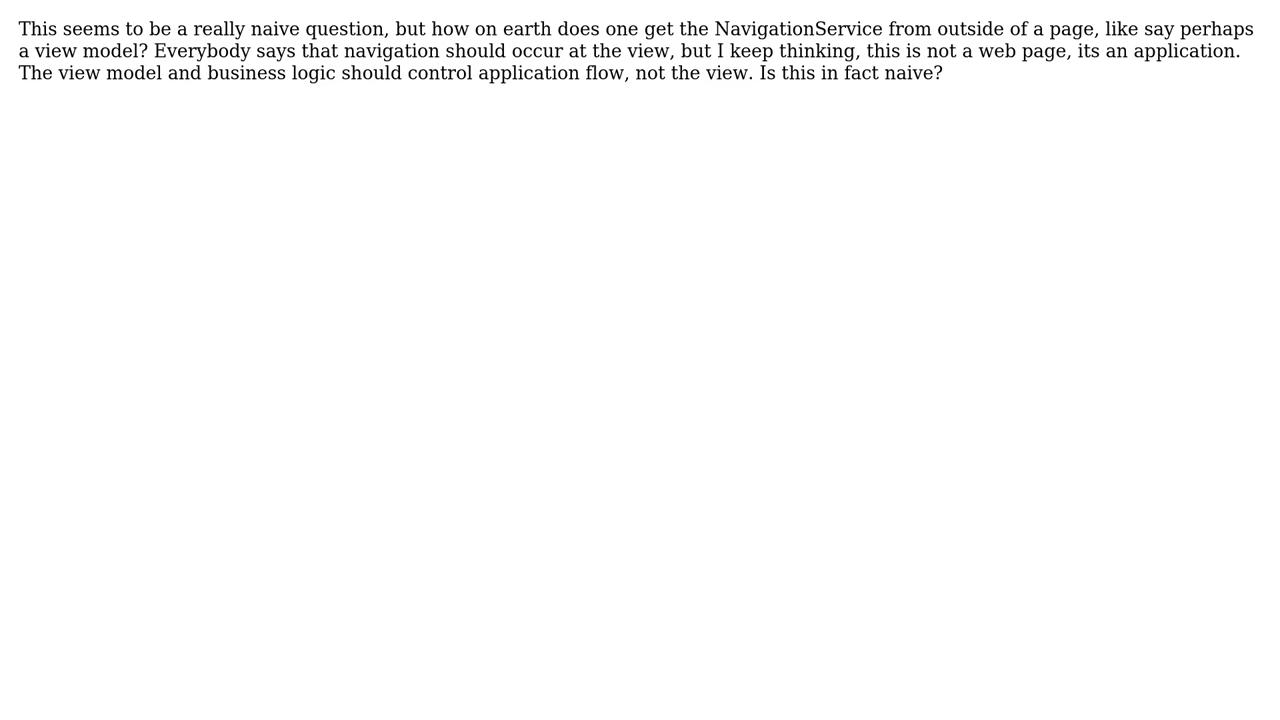 This seems to be a really naive question, but how on earth does one get the NavigationService from outside of a page, like say perhaps
a view model? Everybody says that navigation should occur at the view, but I keep thinking, this is not a web page, its an application.
The view model and business logic should control application flow, not the view. Is this in fact naive?